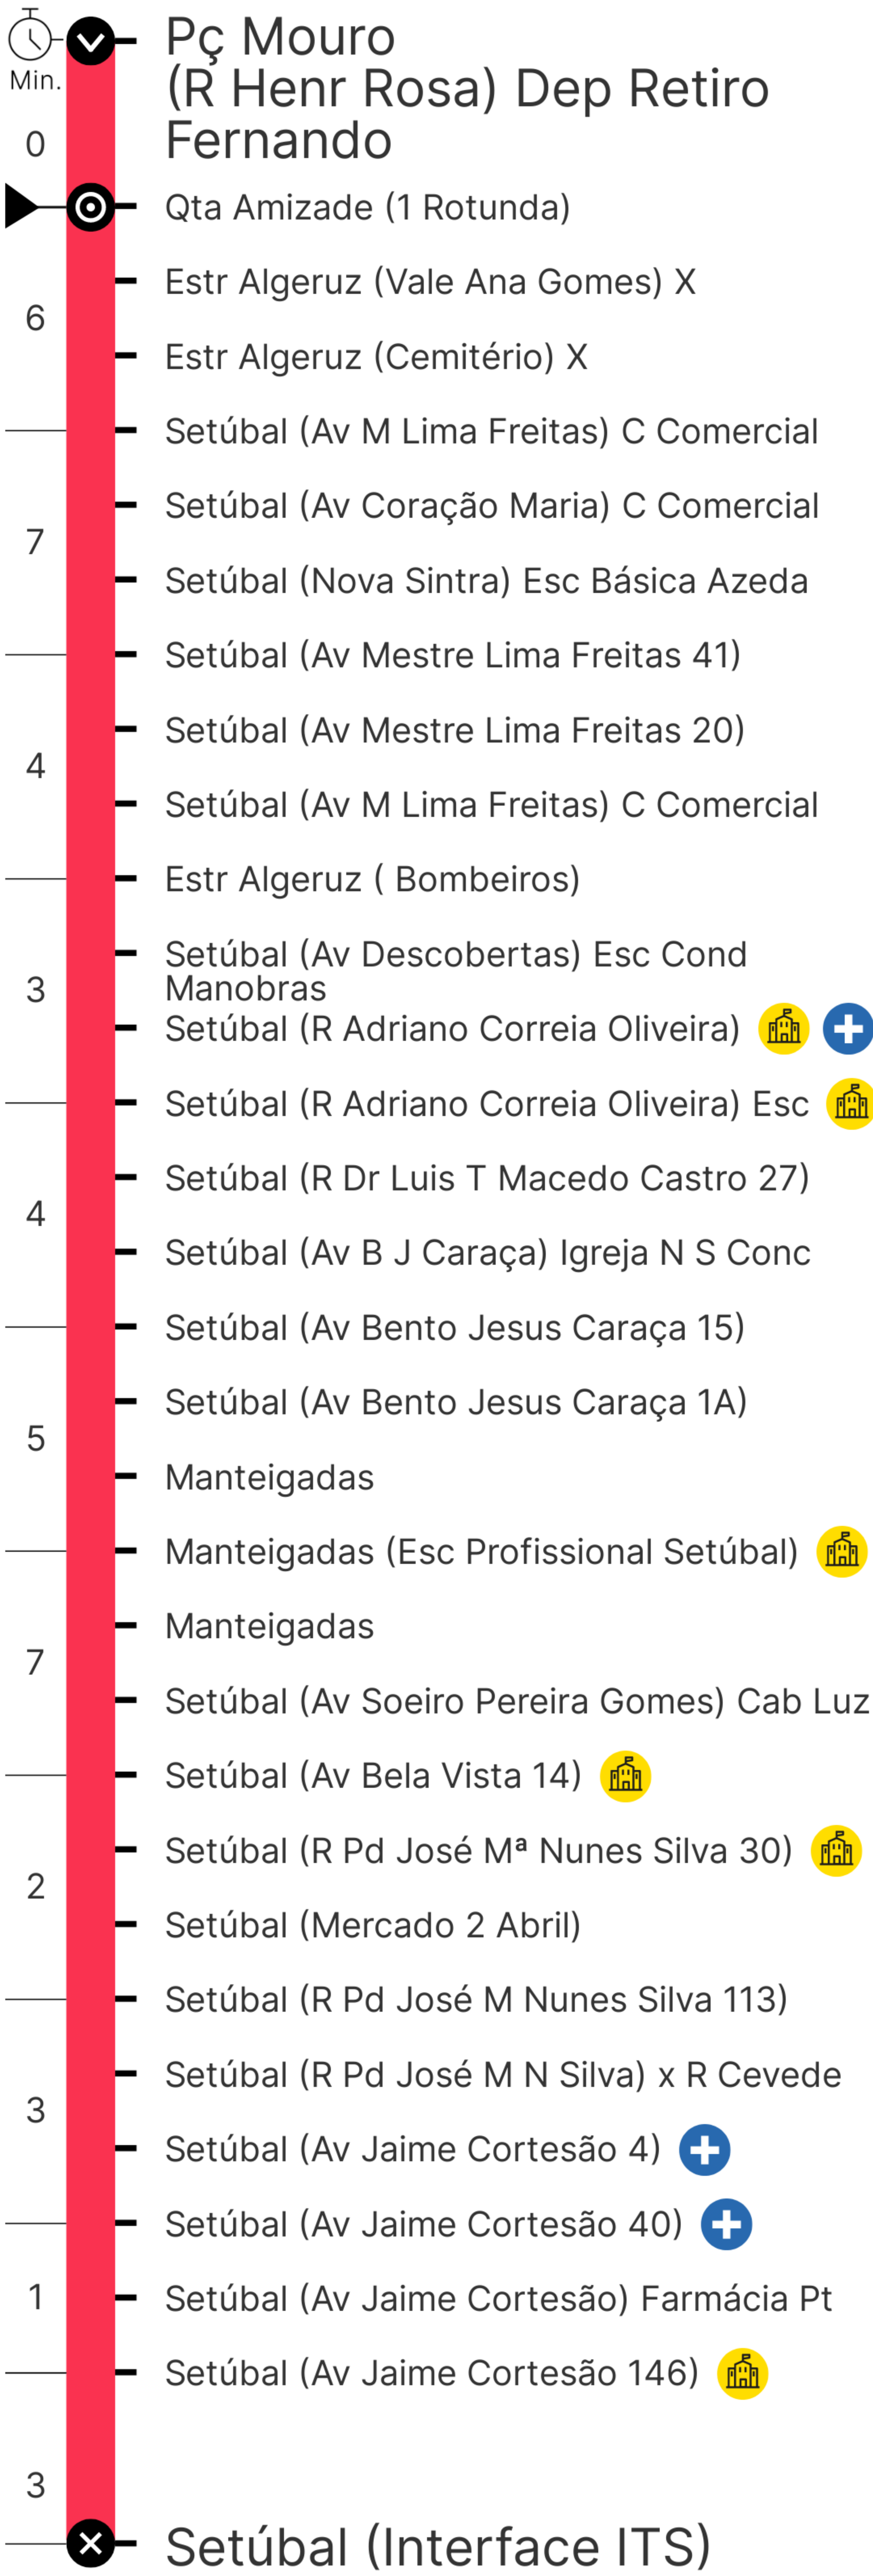 Min.
Pç Mouro
(R Henr Rosa) Dep Retiro
Fernando
0
Qta Amizade (1 Rotunda)
Estr Algeruz (Vale Ana Gomes) X
6
Estr Algeruz (Cemitério) X
Setúbal (Av M Lima Freitas) C Comercial
Setúbal (Av Coração Maria) C Comercial
7
Setúbal (Nova Sintra) Esc Básica Azeda
Setúbal (Av Mestre Lima Freitas 41)
Setúbal (Av Mestre Lima Freitas 20)
4
Setúbal (Av M Lima Freitas) C Comercial
Estr Algeruz ( Bombeiros)
Setúbal (Av Descobertas) Esc Cond
Manobras
3
Setúbal (R Adriano Correia Oliveira)
Setúbal (R Adriano Correia Oliveira) Esc
Setúbal (R Dr Luis T Macedo Castro 27)
4
Setúbal (Av B J Caraça) Igreja N S Conc
Setúbal (Av Bento Jesus Caraça 15)
Setúbal (Av Bento Jesus Caraça 1A)
5
Manteigadas
Manteigadas (Esc Profissional Setúbal)
Manteigadas
7
Setúbal (Av Soeiro Pereira Gomes) Cab Luz
Setúbal (Av Bela Vista 14)
Setúbal (R Pd José Mª Nunes Silva 30)
2
Setúbal (Mercado 2 Abril)
Setúbal (R Pd José M Nunes Silva 113)
Setúbal (R Pd José M N Silva) x R Cevede
3
Setúbal (Av Jaime Cortesão 4)
Setúbal (Av Jaime Cortesão 40)
1
Setúbal (Av Jaime Cortesão) Farmácia Pt
Setúbal (Av Jaime Cortesão 146)
3
Setúbal (Interface ITS)